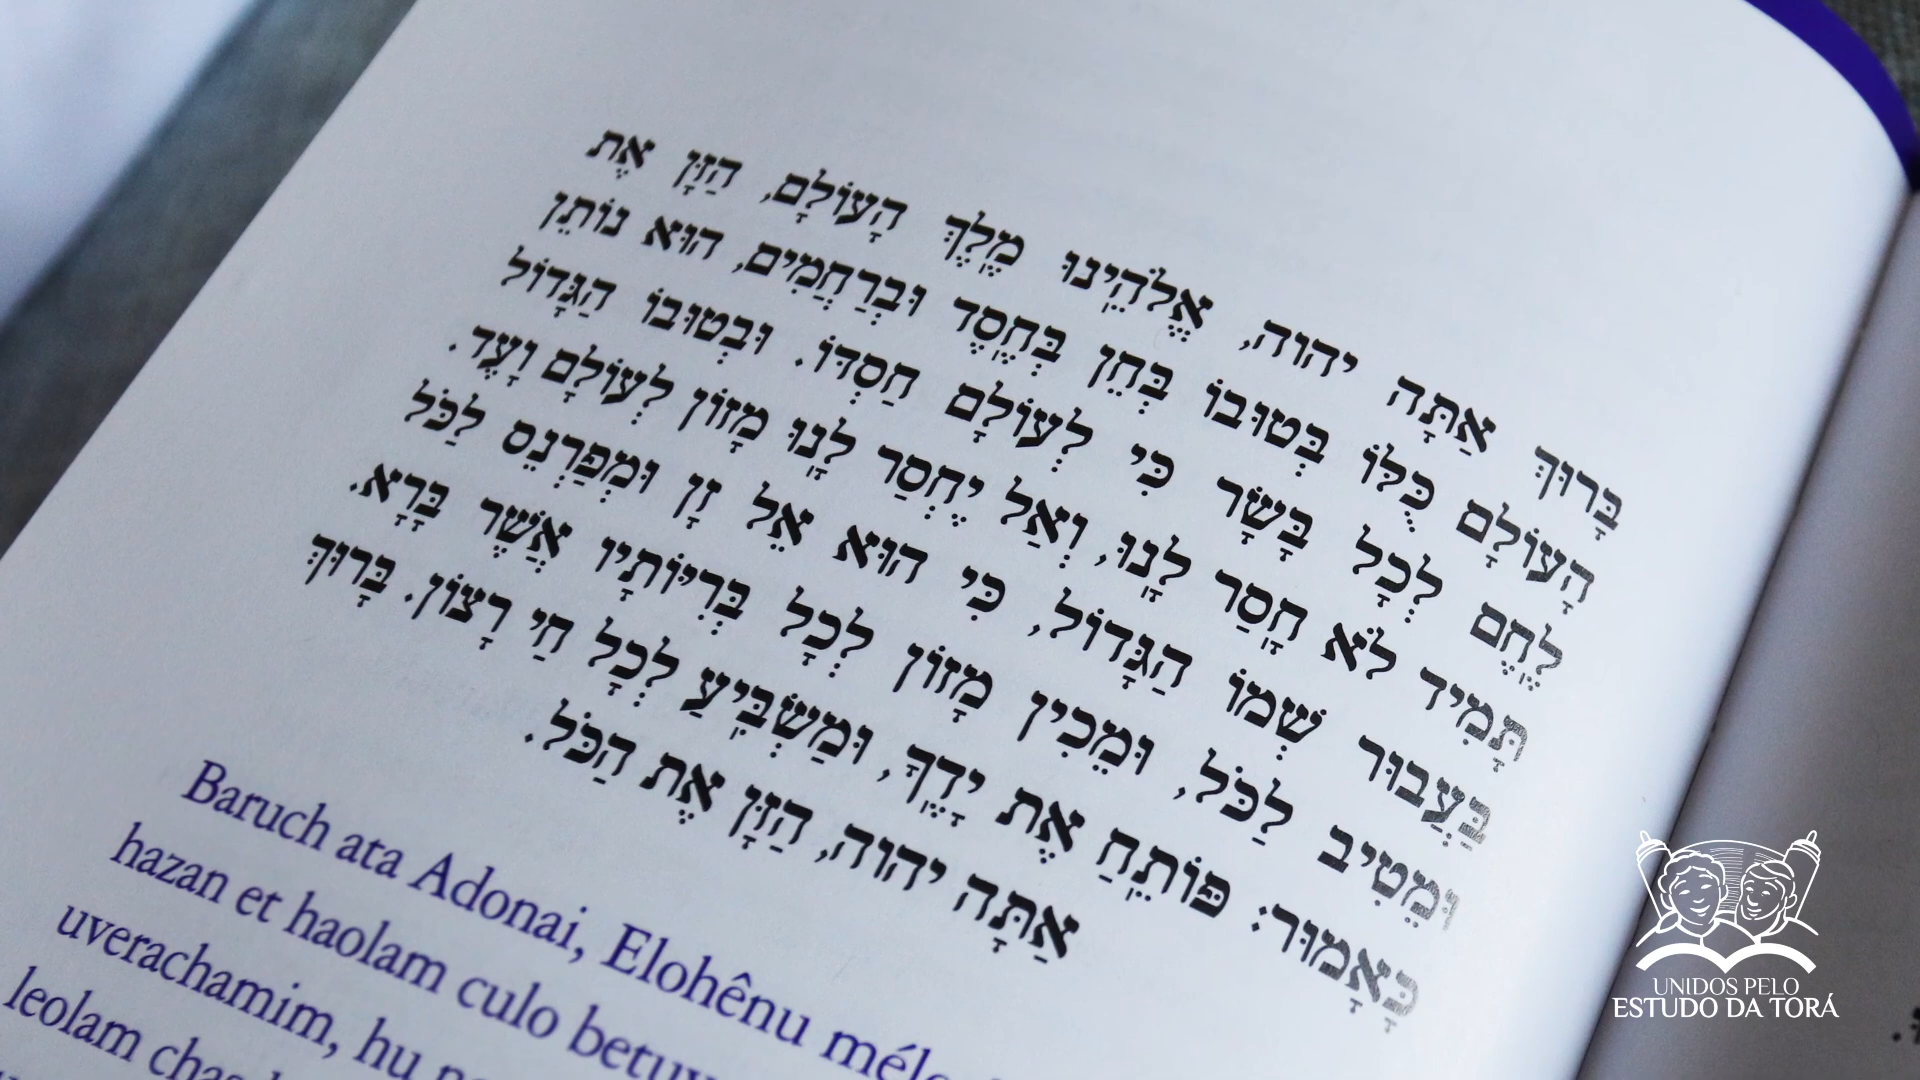 בָּרוּךְ אַתָּה יהוה, אֱלֹהֵֽינוּ מֶֽלֶךְ הָעוֹלָם, הַזָּן אֶת
הָעוֹלָם כֻּלּוֹ בְּטוּבוֹ בְּחֵן בְּחֶֽסֶד וּבְרַחֲמִים, הוּא נוֹתֵן
לֶֽחֶם לְכָל בָּשָׂר כִּי לְעוֹלָם חַסְדּוֹ. וּבְטוּבוֹ הַגָּדוֹל
תָּמִיד לֹא חָֽסַר לָֽנוּ, וְאַל יֶחְסַר לָֽנוּ מָזוֹן לְעוֹלָם וָעֶד.
בַּעֲבוּר שְׁמוֹ הַגָּדוֹל, כִּי הוּא אֵל זָן וּמְפַרְנֵס לַכֹּל
וּמֵטִיב לַכֹּל, וּמֵכִין מָזוֹן לְכָל בְּרִיּוֹתָיו אֲשֶׁר בָּרָא.
כָּאָמוּר: פּוֹתֵֽחַ אֶת יָדֶֽךָ, וּמַשְׂבִּֽיעַ לְכָל חַי רָצוֹן. בָּרוּךְ
אַתָּה יהוה, הַזָּן אֶת הַכֹּל.
Baruch ata Adonai, Elohênu
hazan et haolam culo
uverachamim, hu
leolam
UNIDOS PELO
ESTUDO DA TORÁ